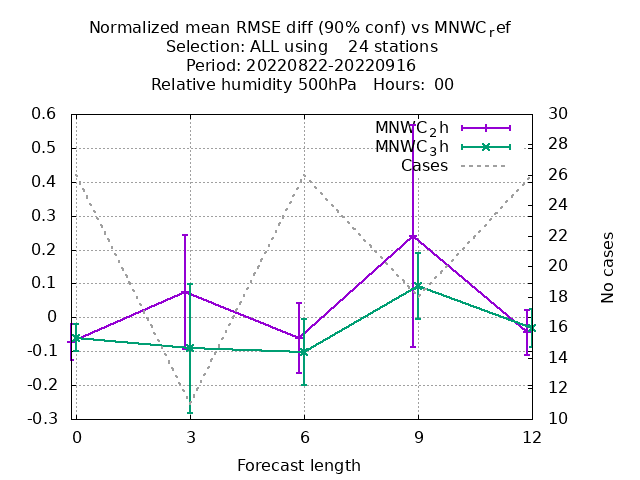 Normalized mean RMSE diff (90% conf) vs MNWCref
Selection: ALL using    24 stations
Period: 20220822-20220916
Relative humidity 500hPa   Hours:  00
MNWC2h
MNWC3h
Cases
0.6
0.5
0.4
0.3
0.2
0.1
0
-0.1
-0.2
-0.3
30
28
26
24
22
20
18
16
14
12
10
No cases
0 3 6 9 12
Forecast length